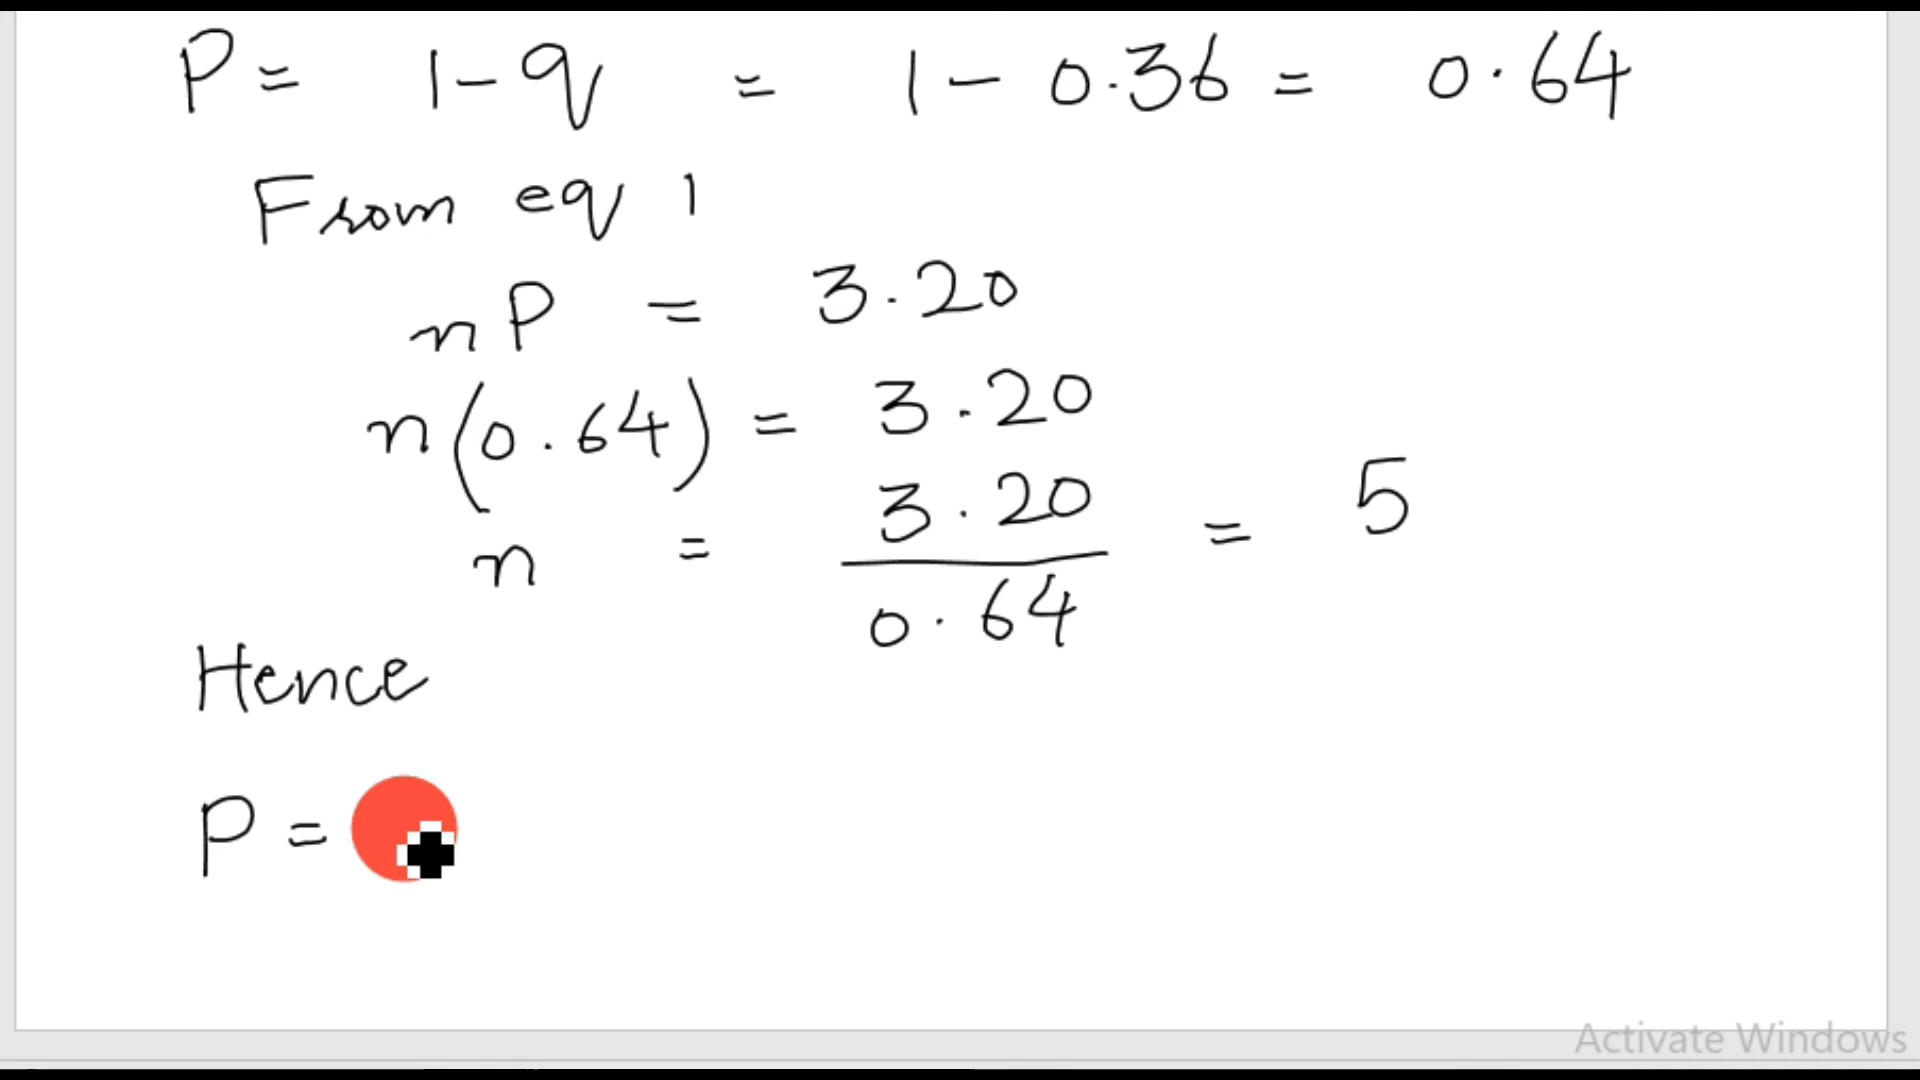 P = 1 - q = 1 - 0.36 = 0.64
From eq 1
nP = 3.20
n(0.64) = 3.20
n = 3.20 / 0.64 = 5
Hence
P =
Activate Windows